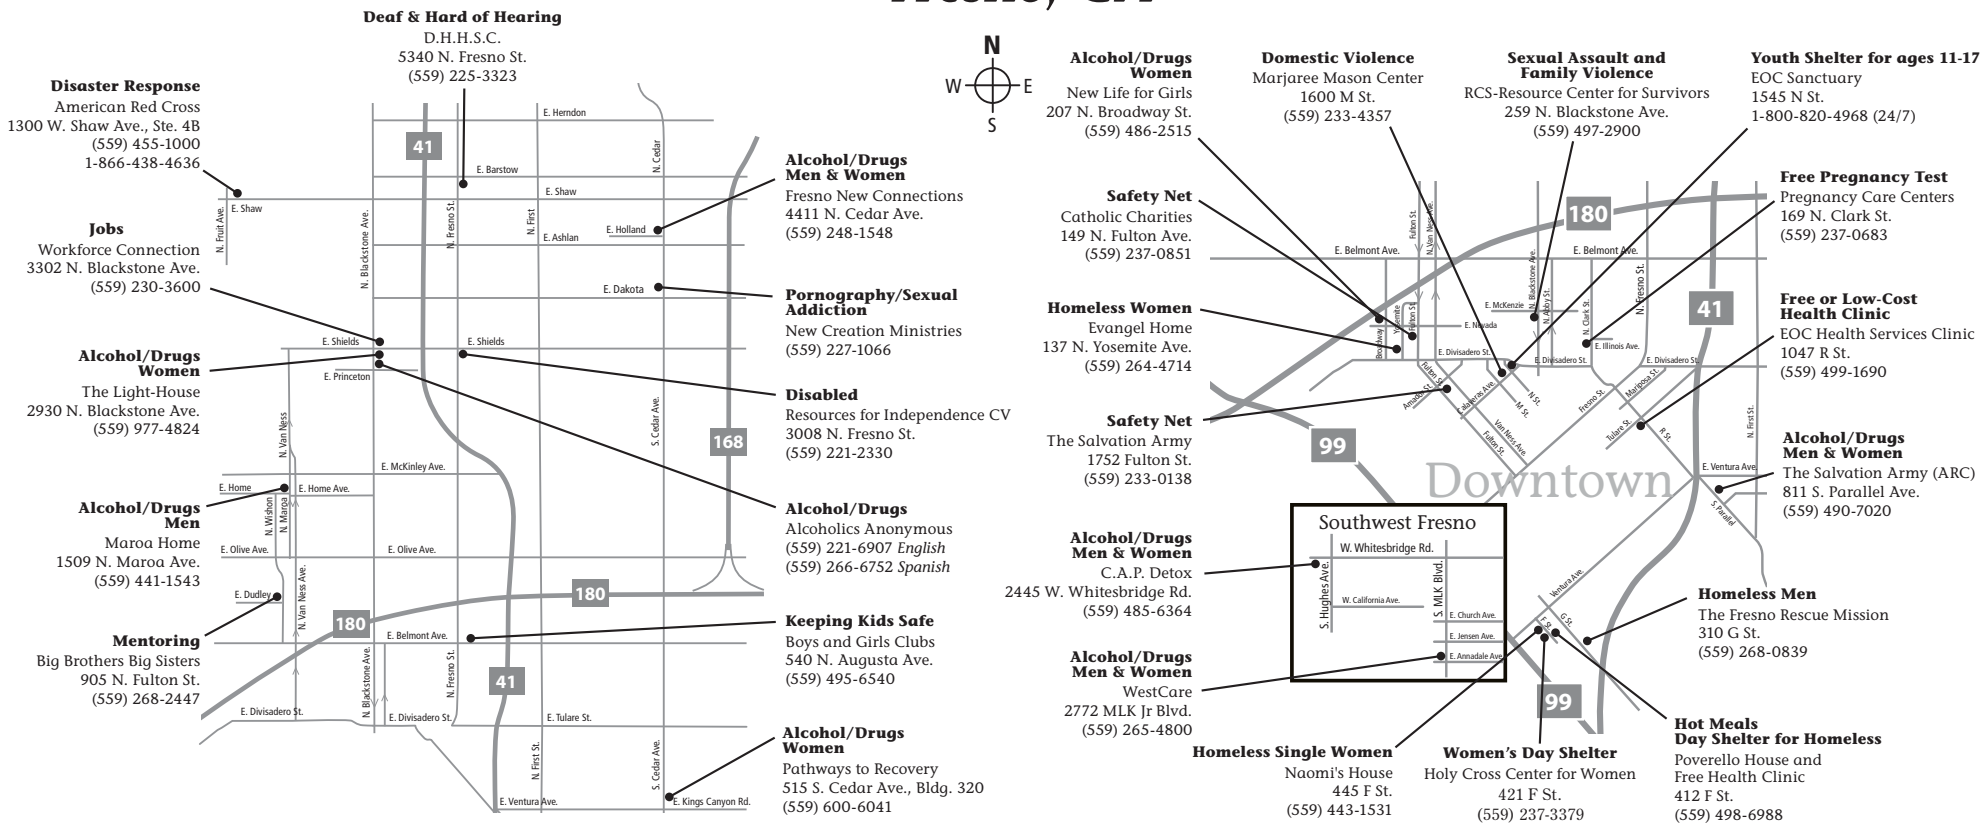 Deaf & Hard of Hearing
D.H.H.S.C.
5340 N. Fresno St.
(559) 225-3323
Disaster Response
American Red Cross
1300 W. Shaw Ave., Ste. 4B
(559) 455-1000
1-866-438-4636
Jobs
Workforce Connection
3302 N. Blackstone Ave.
(559) 230-3600
Alcohol/Drugs
Women
The Light-House
2930 N. Blackstone Ave.
(559) 977-4824
Alcohol/Drugs
Men
Maroa Home
1509 N. Maroa Ave.
(559) 441-1543
Mentoring
Big Brothers Big Sisters
905 N. Fulton St.
(559) 268-2447
41
E. Herndon
N. Cedar
E. Barstow
E. Shaw
E. Shaw
N. Fruit Ave.
N. Blackstone Ave.
N. Fresno St.
N. First
E. Holland
E. Ashlan
E. Dakota
E. Shields
E. Shields
E. Princeton
N. Van Ness
S. Cedar Ave.
168
E. McKinley Ave.
E. Home
E. Home Ave.
N. Wishon
N. Maroa
E. Olive Ave.
E. Olive Ave.
E. Dudley
N. Van Ness Ave.
180
180
E. Belmont Ave.
N. Blackstone Ave.
N. Fresno St.
41
E. Divisadero St.
E. Divisadero St.
E. Tulare St.
N. First St.
S. Cedar Ave.
E. Ventura Ave.
E. Kings Canyon Rd.
Alcohol/Drugs
Men & Women
Fresno New Connections
4411 N. Cedar Ave.
(559) 248-1548
Pornography/Sexual
Addiction
New Creation Ministries
(559) 227-1066
Disabled
Resources for Independence CV
3008 N. Fresno St.
(559) 221-2330
Alcohol/Drugs
Alcoholics Anonymous
(559) 221-6907 English
(559) 266-6752 Spanish
Keeping Kids Safe
Boys and Girls Clubs
540 N. Augusta Ave.
(559) 495-6540
Alcohol/Drugs
Women
Pathways to Recovery
515 S. Cedar Ave., Bldg. 320
(559) 600-6041
N
W
E
S
Alcohol/Drugs
Women
New Life for Girls
207 N. Broadway St.
(559) 486-2515
Domestic Violence
Marjaree Mason Center
1600 M St.
(559) 233-4357
Sexual Assault and
Family Violence
RCS-Resource Center for Survivors
259 N. Blackstone Ave.
(559) 497-2900
Youth Shelter for ages 11-17
EOC Sanctuary
1545 N St.
1-800-820-4968 (24/7)
Safety Net
Catholic Charities
149 N. Fulton Ave.
(559) 237-0851
Homeless Women
Evangel Home
137 N. Yosemite Ave.
(559) 264-4714
Safety Net
The Salvation Army
1752 Fulton St.
(559) 233-0138
Alcohol/Drugs
Men & Women
C.A.P. Detox
2445 W. Whitesbridge Rd.
(559) 485-6364
Alcohol/Drugs
Men & Women
WestCare
2772 MLK Jr Blvd.
(559) 265-4800
Free Pregnancy Test
Pregnancy Care Centers
169 N. Clark St.
(559) 237-0683
Free or Low-Cost
Health Clinic
EOC Health Services Clinic
1047 R St.
(559) 499-1690
Alcohol/Drugs
Men & Women
The Salvation Army (ARC)
811 S. Parallel Ave.
(559) 490-7020
Homeless Men
The Fresno Rescue Mission
310 G St.
(559) 268-0839
Hot Meals
Day Shelter for Homeless
Poverello House and
Free Health Clinic
412 F St.
(559) 498-6988
Women's Day Shelter
Holy Cross Center for Women
421 F St.
(559) 237-3379
Homeless Single Women
Naomi's House
445 F St.
(559) 443-1531
180
Fulton St.
N. Van Ness Ave.
E. Belmont Ave.
E. Belmont Ave.
N. Blackstone Ave.
N. Abby St.
N. Clark St.
N. Fresno St.
E. McKenzie
E. Nevada
Broadway
Yosemite
Fulton St.
E. Illinois Ave.
E. Divisadero St.
E. Divisadero St.
E. Divisadero St.
41
99
Fulton St.
Amador St.
Calaveras Ave.
M St.
N St.
Van Ness Ave.
Fulton St.
Fresno St.
Mariposa St.
Tulare St.
R St.
N. First St.
E. Ventura Ave.
S. Parallel
Downtown
Ventura Ave.
G St.
F St.
99
Southwest Fresno
W. Whitesbridge Rd.
S. Hughes Ave.
S. MLK Blvd.
W. California Ave.
E. Church Ave.
E. Jensen Ave.
E. Annadale Ave